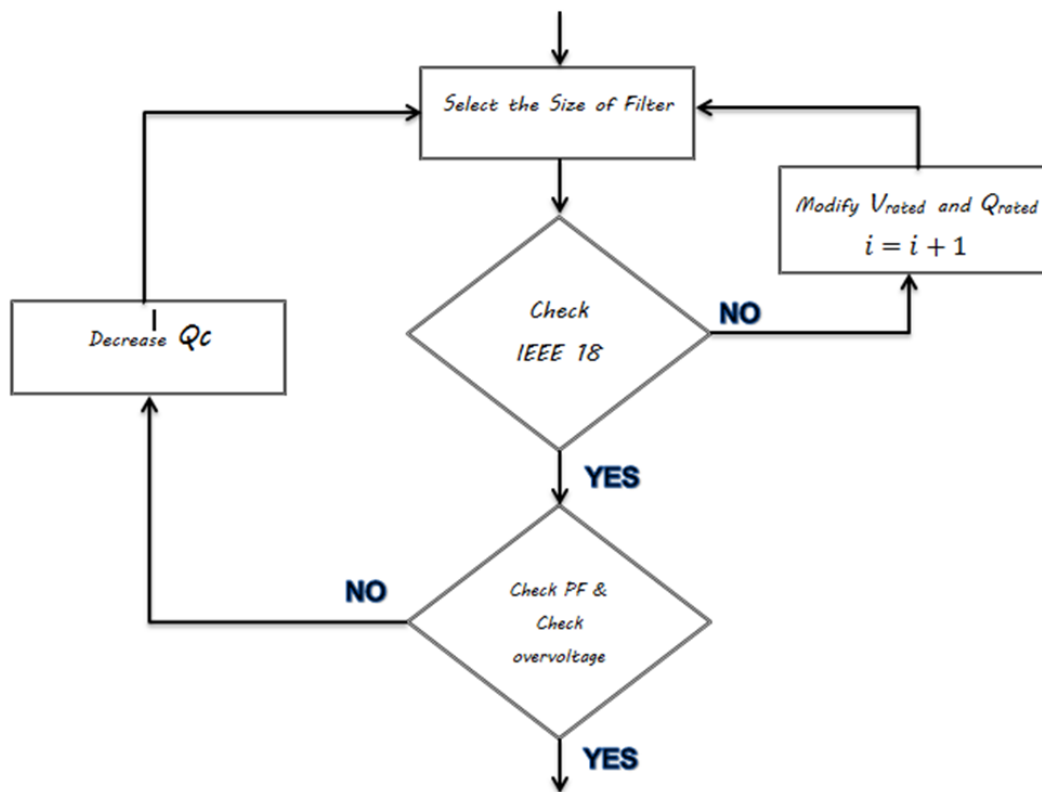 Select the Size of Filter
Modify Vrated and Qrated
i = i + 1
Check
IEEE 18
NO
Decrease Qc
YES
Check PF &
Check
overvoltage
NO
YES